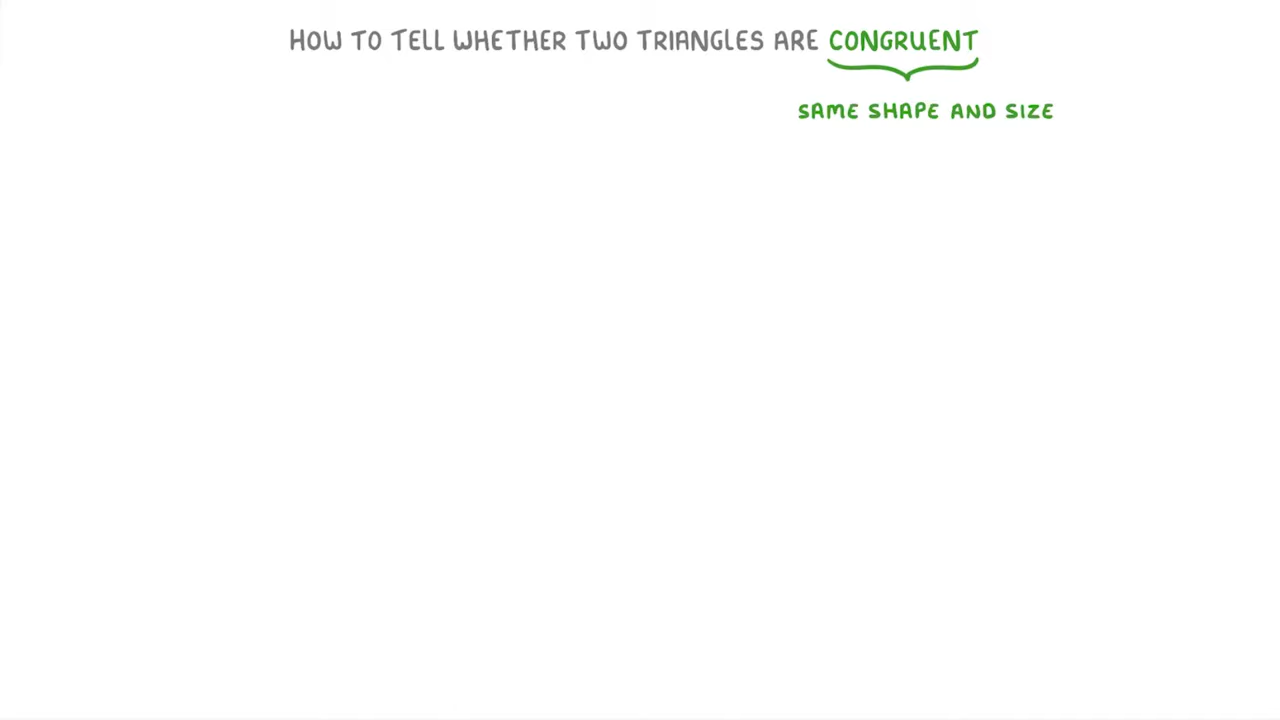 HOW TO TELL WHETHER TWO TRIANGLES ARE CONGRUENT
SAME SHAPE AND SIZE